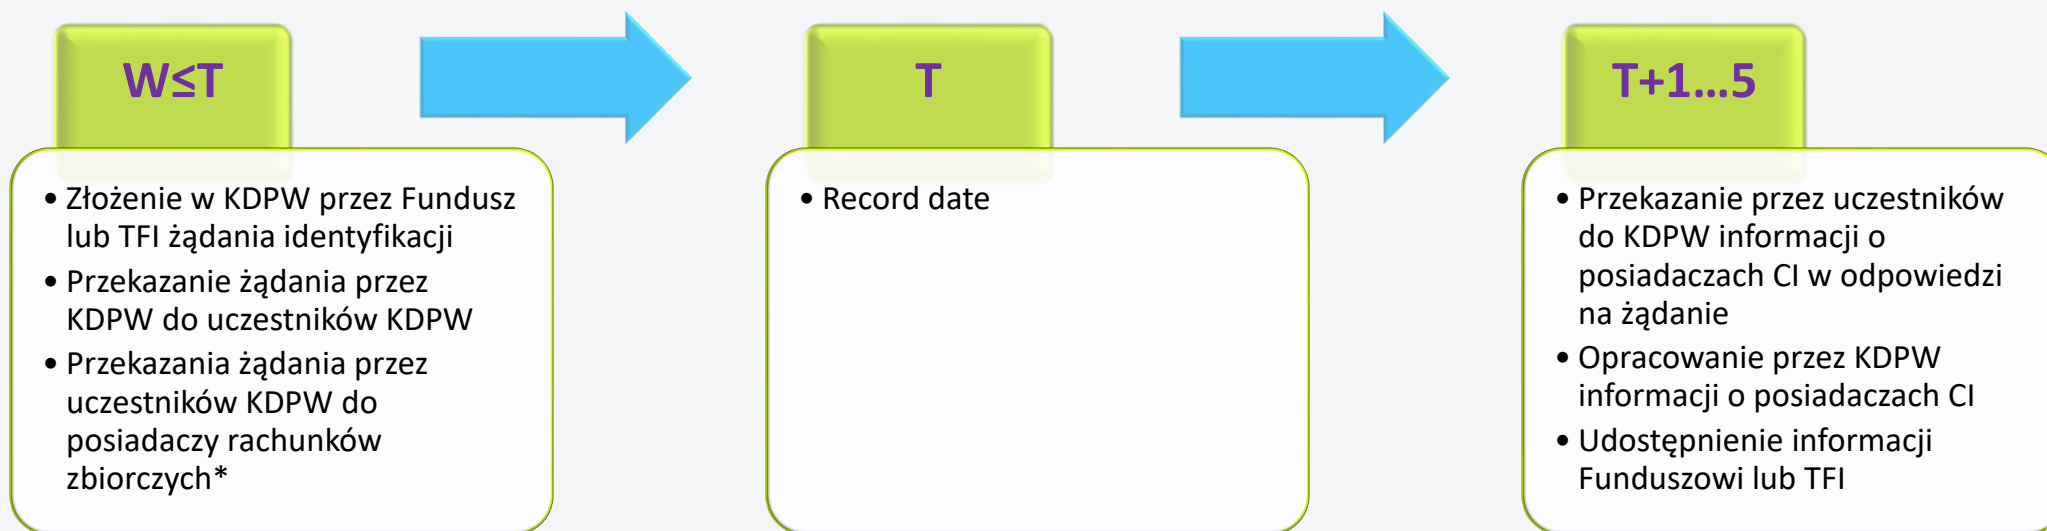 W≤T
• Złożenie w KDPW przez Fundusz
lub TFI żądania identyfikacji
• Przekazanie żądania przez
KDPW do uczestników KDPW
• Przekazania żądania przez
uczestników KDPW do
posiadaczy rachunków
zbiorczych*
T
• Record date
T+1...5
• Przekazanie przez uczestników
do KDPW informacji o
posiadaczach CI w odpowiedzi
na żądanie
• Opracowanie przez KDPW
informacji o posiadaczach CI
• Udostępnienie informacji
Funduszowi lub TFI